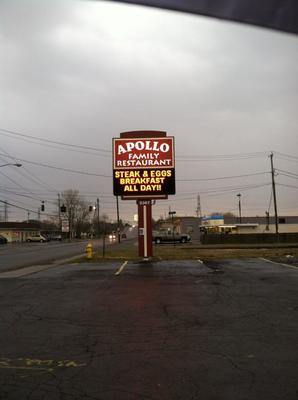 APOLLO
FAMILY
RESTAURANT
STEAK & EGGS
BREAKFAST
ALL DAY!!